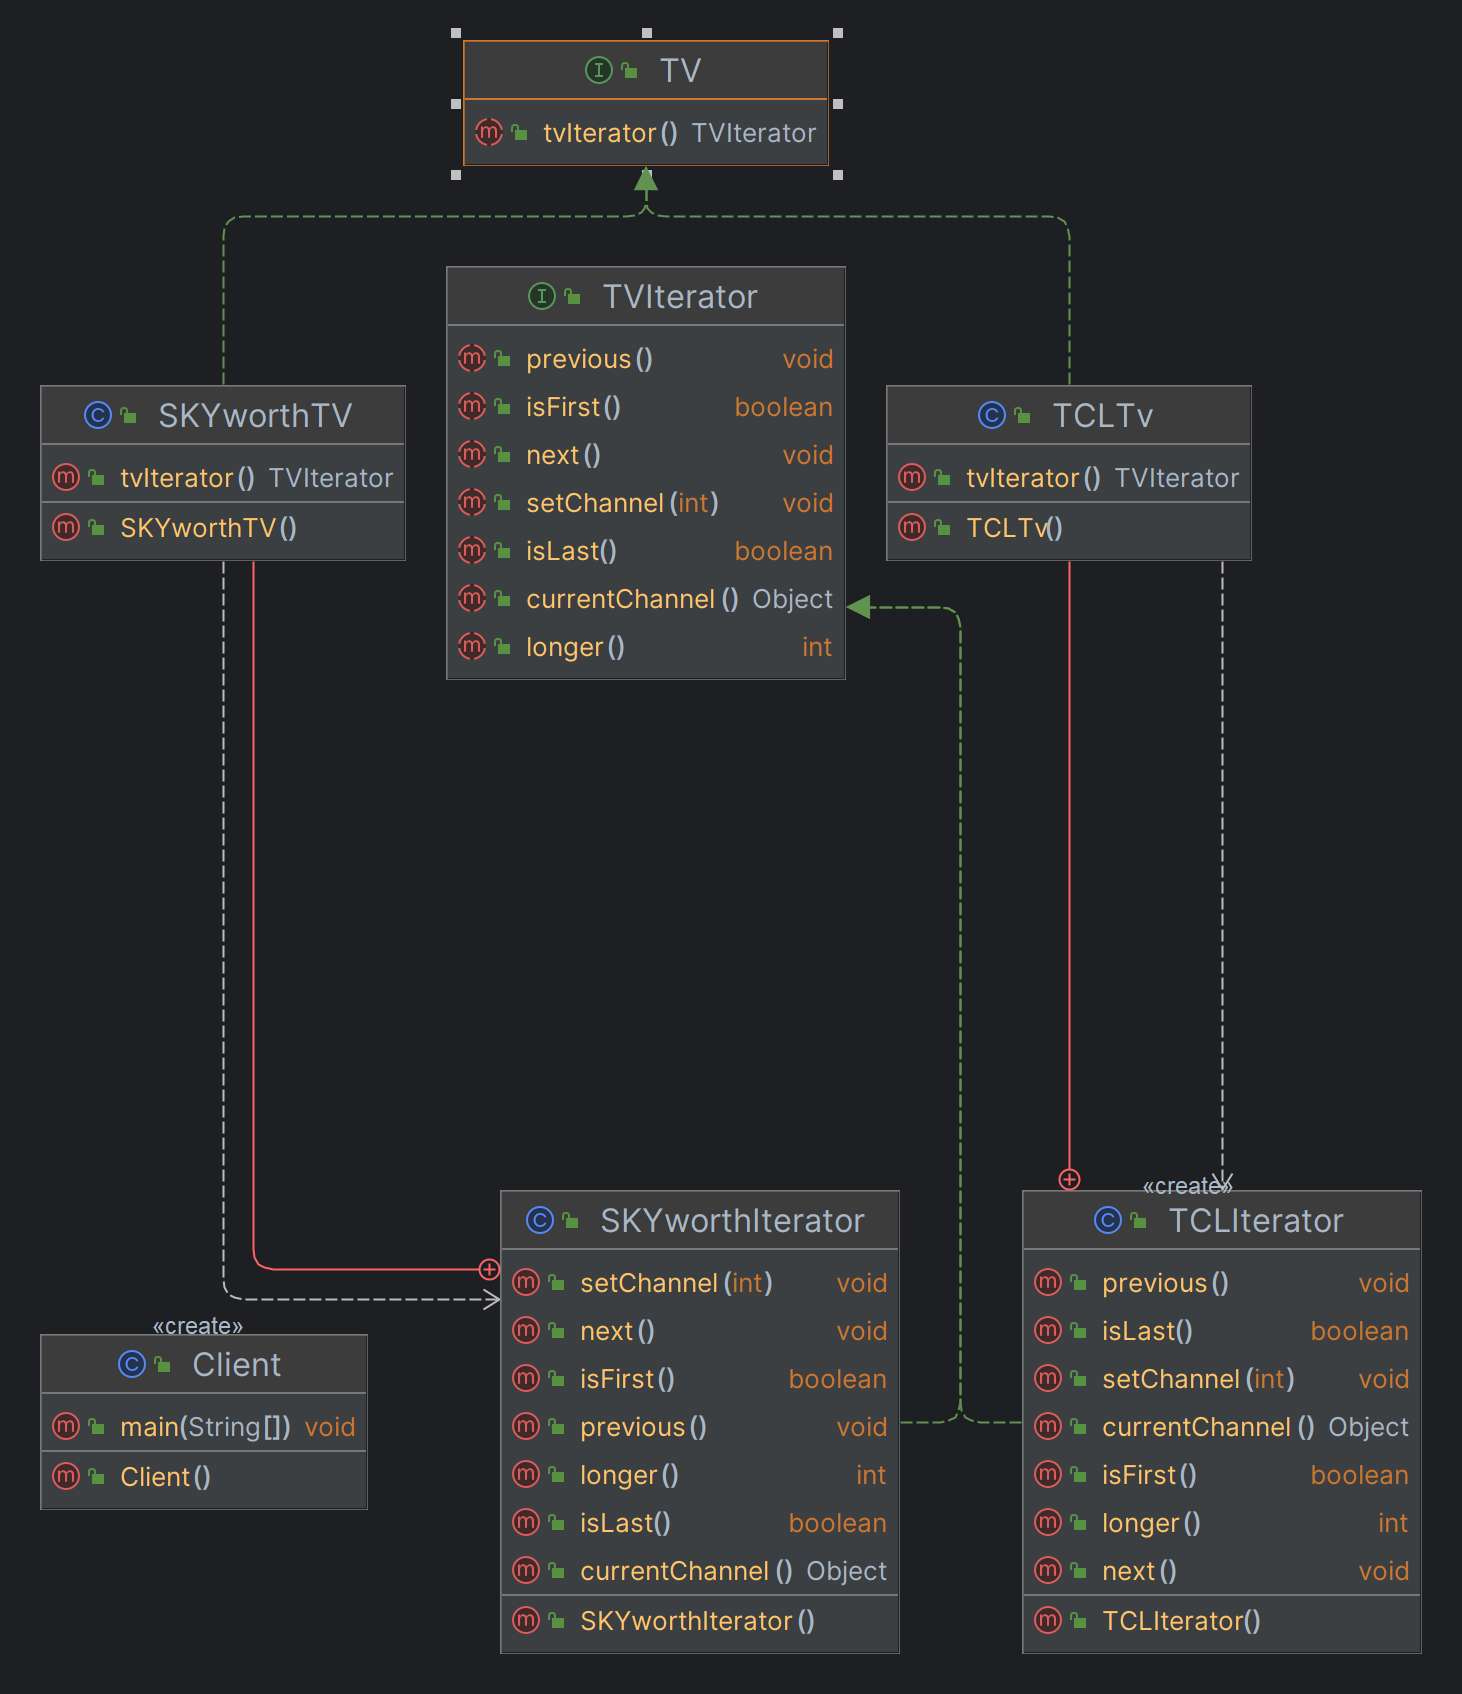 TV
tvIterator() TVIterator
TVIterator
previous() void
isFirst() boolean
next() void
setChannel(int) void
isLast() boolean
currentChannel() Object
longer() int
SKYworthTV
tvIterator() TVIterator
SKYworthTV()
TCLTv
tvIterator() TVIterator
TCLTv()
«create»
Client
main(String[]) void
Client()
SKYworthIterator
setChannel(int) void
next() void
isFirst() boolean
previous() void
longer() int
isLast() boolean
currentChannel() Object
SKYworthIterator()
«create»
TCLIterator
previous() void
isLast() boolean
setChannel(int) void
currentChannel() Object
isFirst() boolean
longer() int
next() void
TCLIterator()